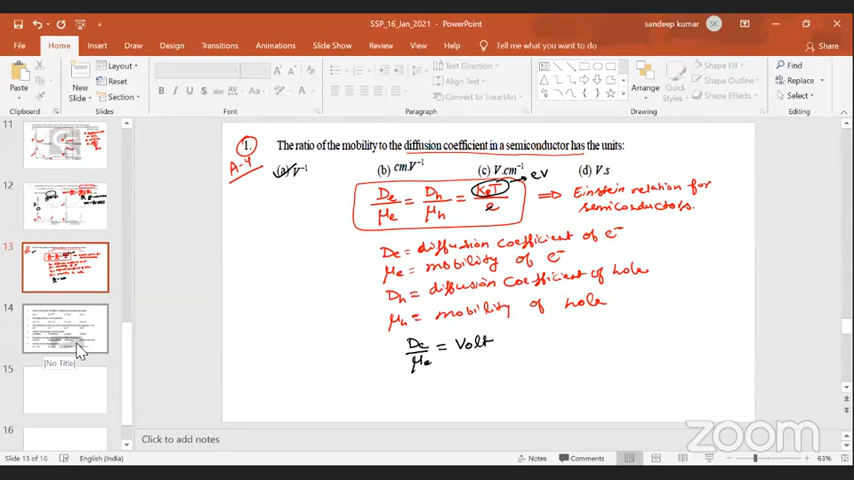 SSP_16_Jan_2021 - PowerPoint
sandeep kumar
SK
File Home Insert Draw Design Transitions Animations Slide Show Review View Recording Help Tell me what you want to do
Share
Paste
Clipboard
New Slide
Layout
Reset
Section
Slides
B I U S
Font
Paragraph
Text Direction
Align Text
Convert to SmartArt
Drawing
Arrange
Quick Styles
Shape Fill
Shape Outline
Shape Effects
Find
Replace
Select
Editing
11
12
13
14
[No Title]
15
16
1. The ratio of the mobility to the diffusion coefficient in a semiconductor has the units:
A-4
(a) V⁻¹ (b) cm.V⁻¹ (c) V.cm⁻¹ (d) V.s
eV
De/μe = Dh/μh = KBT/e ⇒ Einstein relation for
semiconductors.
De = diffusion coefficient of e⁻
μe = mobility of e⁻
Dh = diffusion Coefficient of hole
μh = mobility of hole
De/μe = Volt
zoom
Click to add notes
Slide 13 of 16 English (India) Notes Comments 63%